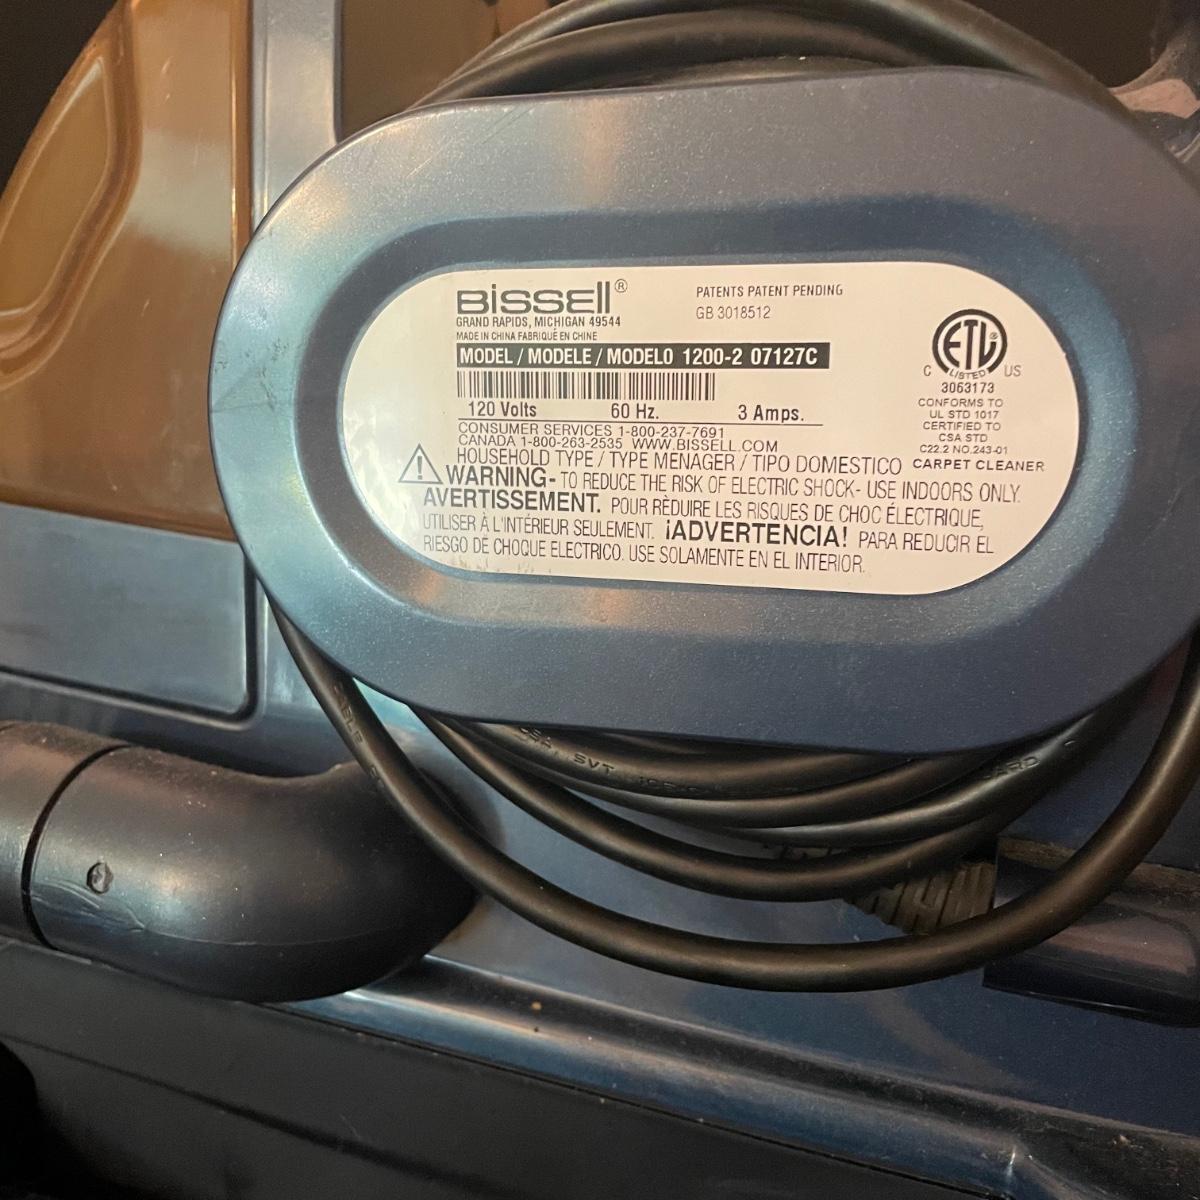 BISSELL®
GRAND RAPIDS, MICHIGAN 49544
MADE IN CHINA FABRIQUÉ EN CHINE
PATENTS PATENT PENDING
GB 3018512
MODEL / MODELE / MODELO 1200-2 07127C
120 Volts 60 Hz. 3 Amps.
CONSUMER SERVICES 1-800-237-7691
CANADA 1-800-263-2535 WWW.BISSELL.COM
HOUSEHOLD TYPE / TYPE MENAGER / TIPO DOMESTICO
ETL
C LISTED US
3063173
CONFORMS TO
UL STD 1017
CERTIFIED TO
CSA STD
C22.2 NO.243-01
CARPET CLEANER
WARNING- TO REDUCE THE RISK OF ELECTRIC SHOCK- USE INDOORS ONLY.
AVERTISSEMENT. POUR RÈDUIRE LES RISQUES DE CHOC ÉLECTRIQUE,
UTILISER À L'INTÉRIEUR SEULEMENT. ¡ADVERTENCIA! PARA REDUCIR EL
RIESGO DE CHOQUE ELECTRICO. USE SOLAMENTE EN EL INTERIOR.
SVT